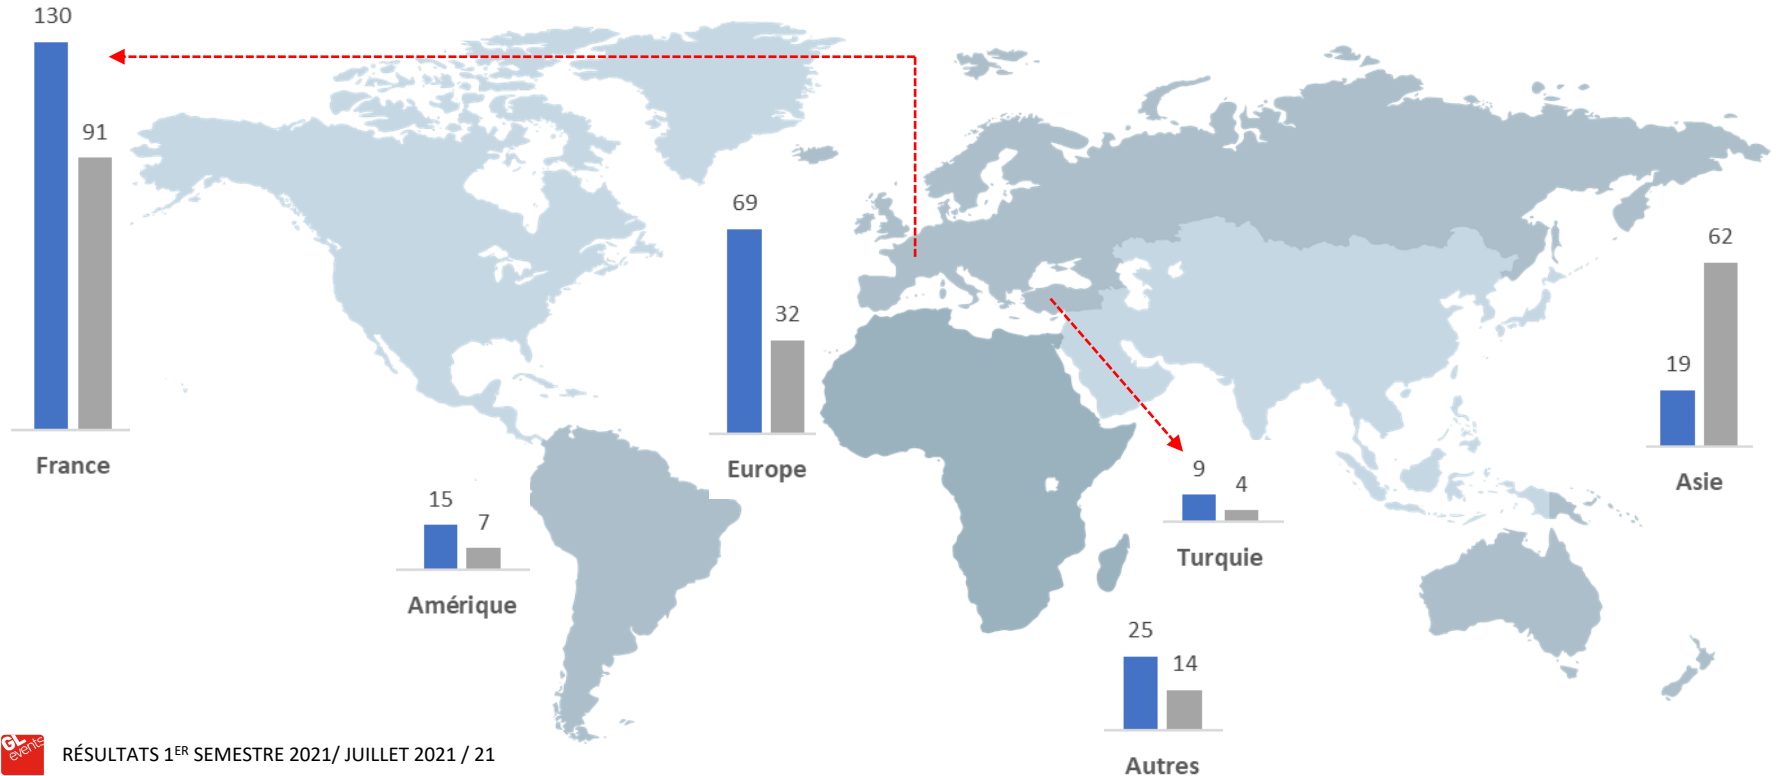 130
91
France
69
32
Europe
62
19
Asie
15
7
Amérique
9
4
Turquie
25
14
Autres
GL
events
RÉSULTATS 1ER SEMESTRE 2021/ JUILLET 2021 / 21